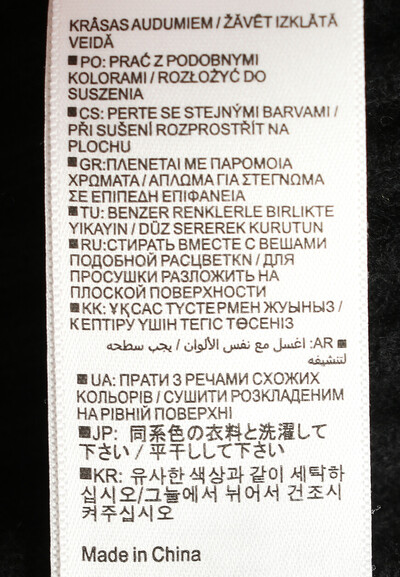 KRĀSAS AUDUMIEM / ŽĀVĒT IZKLĀTĀ
VEIDĀ
■ PO: PRAĆ Z PODOBNYMI
KOLORAMI / ROZŁOŻYĆ DO
SUSZENIA
■ CS: PERTE SE STEJNÝMI BARVAMI /
PŘI SUŠENÍ ROZPROSTŘÍT NA
PLOCHU
■ GR:ΠΛΕΝΕΤΑΙ ΜΕ ΠΑΡΟΜΟΙΑ
ΧΡΩΜΑΤΑ / ΑΠΛΩΜΑ ΓΙΑ ΣΤΕΓΝΩΜΑ
ΣΕ ΕΠΙΠΕΔΗ ΕΠΙΦΑΝΕΙΑ
■ TU: BENZER RENKLERLE BIRLIKTE
YIKAYIN / DÜZ SEREREK KURUTUN
■ RU:СТИРАТЬ ВМЕСТЕ С ВЕЩАМИ
ПОДОБНОЙ РАСЦВЕТКN / ДЛЯ
ПРОСУШКИ РАЗЛОЖИТЬ НА
ПЛОСКОЙ ПОВЕРХНОСТИ
■ KK: ҰҚСАС ТҮСТЕРМЕН ЖУЫНЫЗ /
КЕПТІРУ ҮШІН ТЕГІС ТӨСЕНІЗ
■ AR: اغسل مع نفس الألوان / يجب سطحه
لتنشيفه
■ UA: ПРАТИ З РЕЧАМИ СХОЖИХ
КОЛЬОРІВ / СУШИТИ РОЗКЛАДЕНИМ
НА РІВНІЙ ПОВЕРХНІ
■ JP: 同系色の衣料と洗濯して
下さい / 平干ししてして下さい
■ KR: 유사한 색상과 같이 세탁하
십시오/그늘에서 뉘어서 건조시
켜주십시오
Made in China